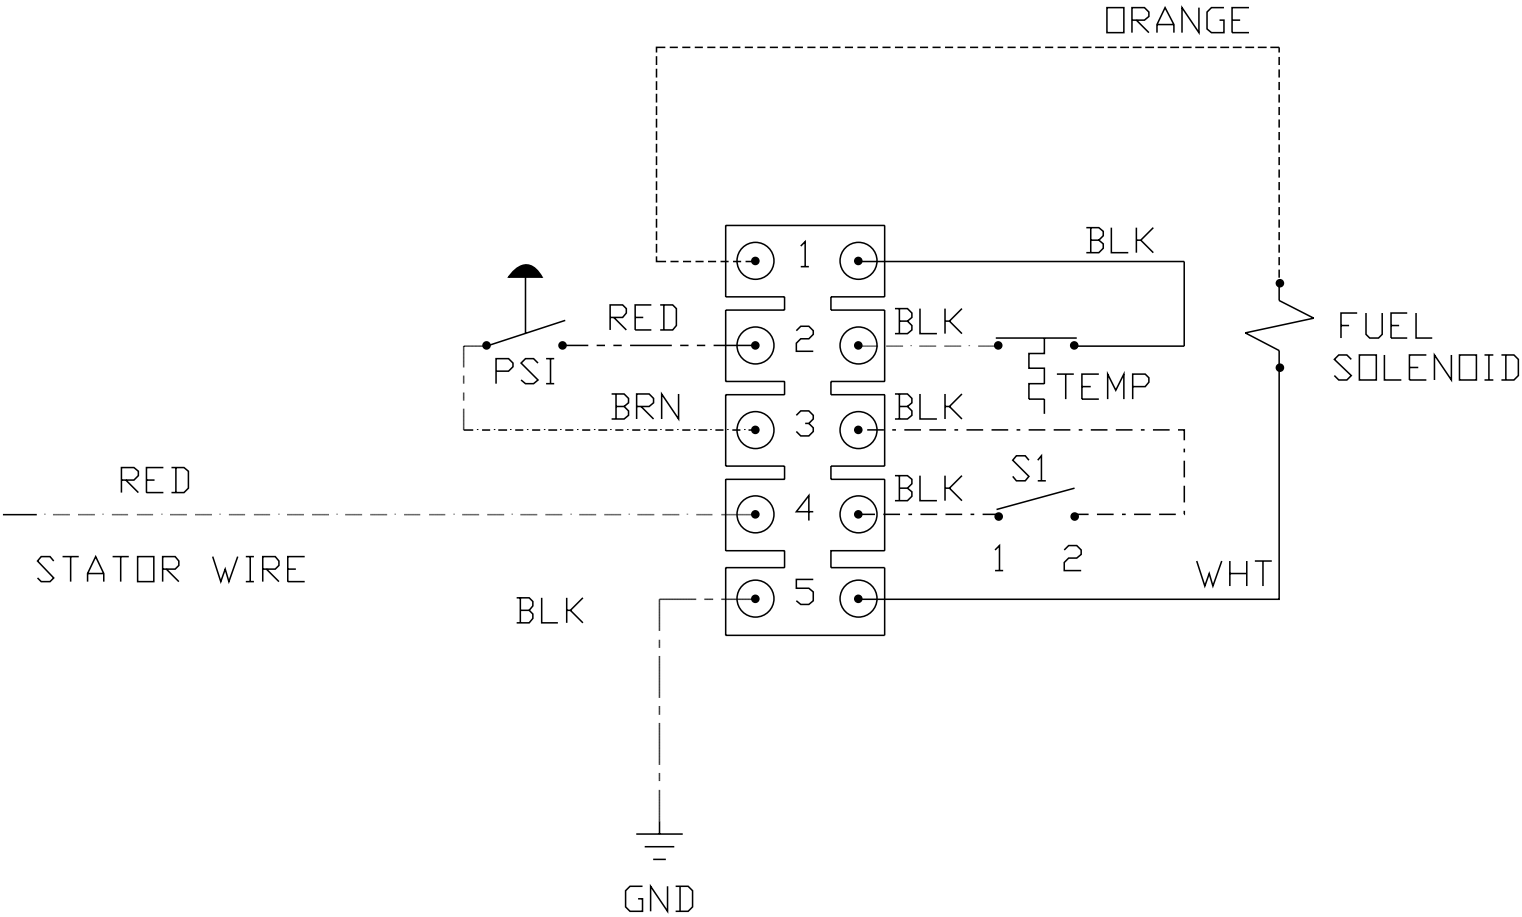 ORANGE
BLK
1
RED
2
BLK
FUEL
SOLENOID
PSI
TEMP
BRN
3
BLK
RED
S1
4
BLK
STATOR WIRE
1 2
WHT
BLK
5
GND